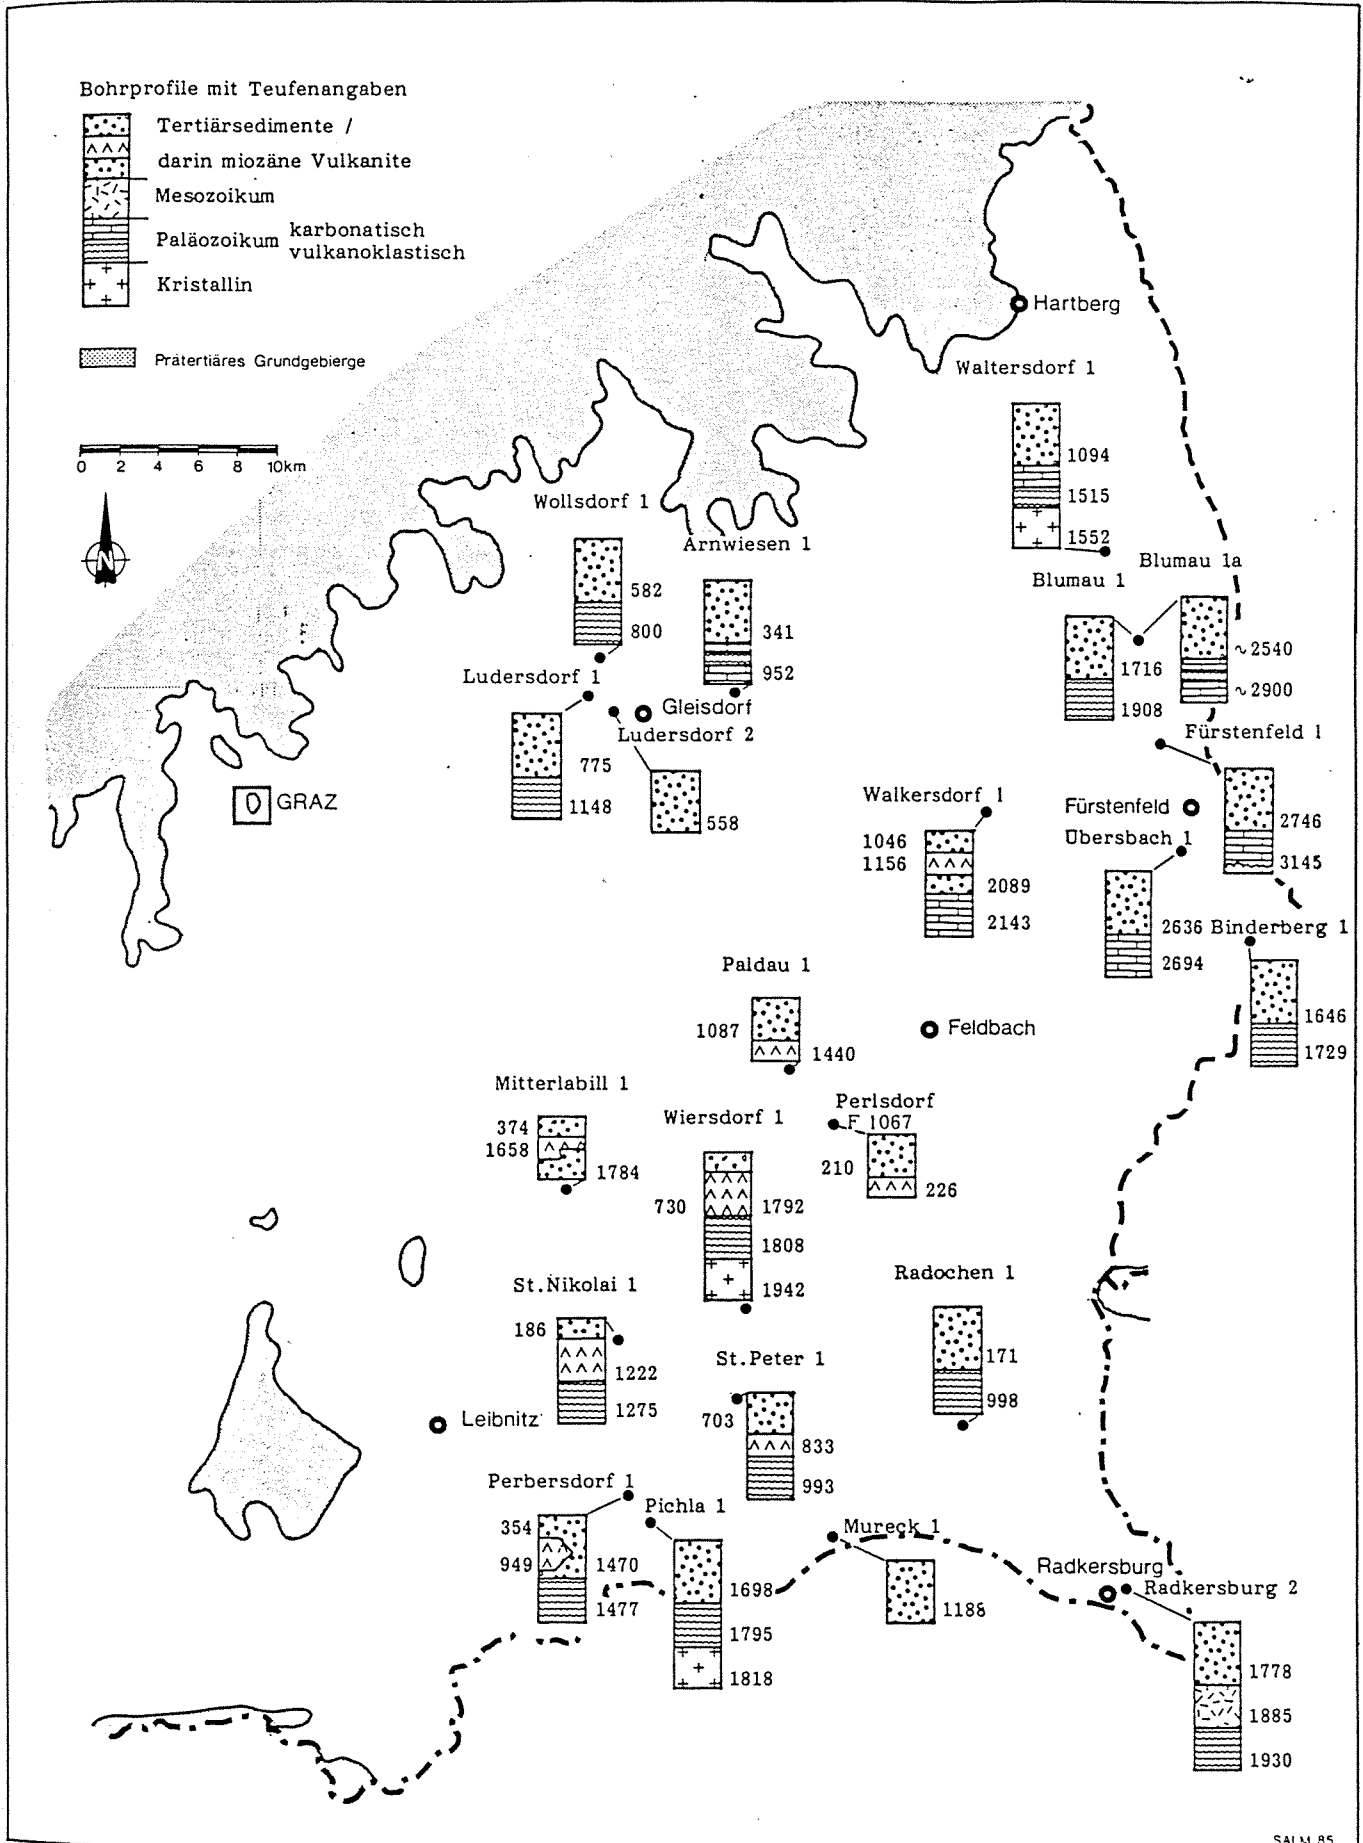 Bohrprofile mit Teufenangaben
Tertiärsedimente /
darin miozäne Vulkanite
Mesozoikum
Paläozoikum karbonatisch
vulkanoklastisch
Kristallin
Prätertiäres Grundgebierge
0 2 4 6 8 10km
N
Hartberg
Waltersdorf 1
1094
1515
1552
Wollsdorf 1
582
800
Arnwiesen 1
341
952
Blumau 1a
~2540
~2900
Blumau 1
1716
1908
Ludersdorf 1
775
1148
Gleisdorf
Ludersdorf 2
558
Fürstenfeld 1
2746
3145
GRAZ
Walkersdorf 1
1046
1156
2089
2143
Fürstenfeld
Übersbach 1
2636
2694
Binderberg 1
1646
1729
Paldau 1
1087
1440
Feldbach
Mitterlabill 1
374
1658
1784
Wiersdorf 1
730
1792
1808
1942
Perlsdorf
F 1067
210
226
St.Nikolai 1
186
1222
1275
Radochen 1
171
998
St.Peter 1
703
833
993
Leibnitz
Perbersdorf 1
354
949
1470
1477
Pichla 1
1698
1795
1818
Mureck 1
1188
Radkersburg
Radkersburg 2
1778
1885
1930
SALM 85